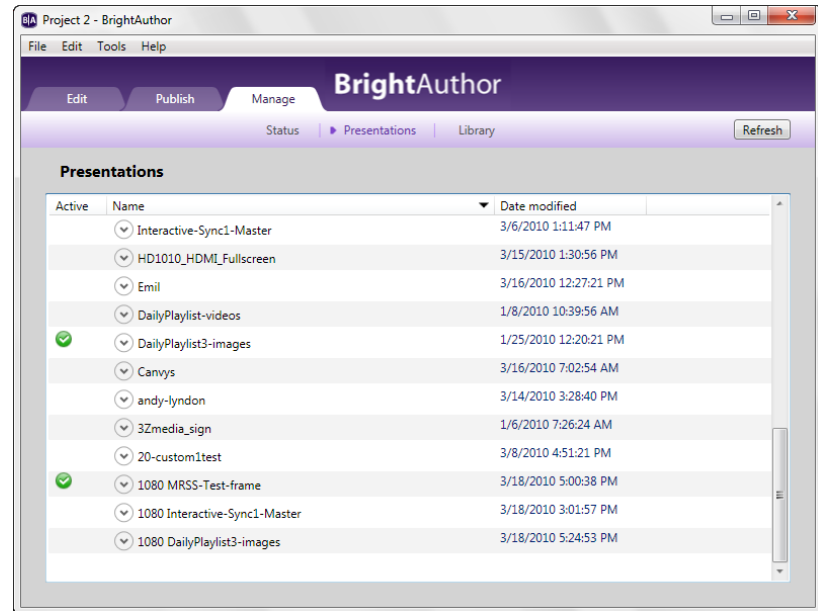 BA Project 2 - BrightAuthor
File Edit Tools Help
BrightAuthor
Edit Publish Manage
Status Presentations Library Refresh
Presentations
Active Name Date modified
Interactive-Sync1-Master 3/6/2010 1:11:47 PM
HD1010_HDMI_Fullscreen 3/15/2010 1:30:56 PM
Emil 3/16/2010 12:27:21 PM
DailyPlaylist-videos 1/8/2010 10:39:56 AM
DailyPlaylist3-images 1/25/2010 12:20:21 PM
Canvys 3/16/2010 7:02:54 AM
andy-lyndon 3/14/2010 3:28:40 PM
3Zmedia_sign 1/6/2010 7:26:24 AM
20-custom1test 3/8/2010 4:51:21 PM
1080 MRSS-Test-frame 3/18/2010 5:00:38 PM
1080 Interactive-Sync1-Master 3/18/2010 3:01:57 PM
1080 DailyPlaylist3-images 3/18/2010 5:24:53 PM